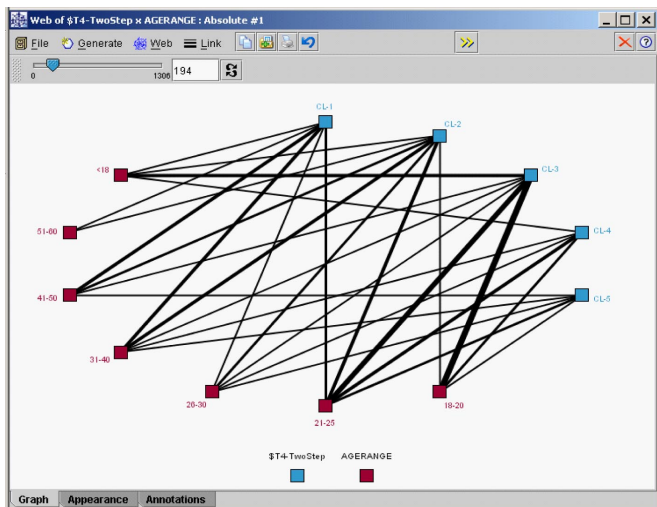 Web of $T4-TwoStep x AGERANGE : Absolute #1
File Generate Web Link
0 1306 194
CL-1
CL-2
<18 CL-3
51-60 CL-4
41-50 CL-5
31-40
26-30 18-20
21-25
$T4-TwoStep AGERANGE
Graph Appearance Annotations